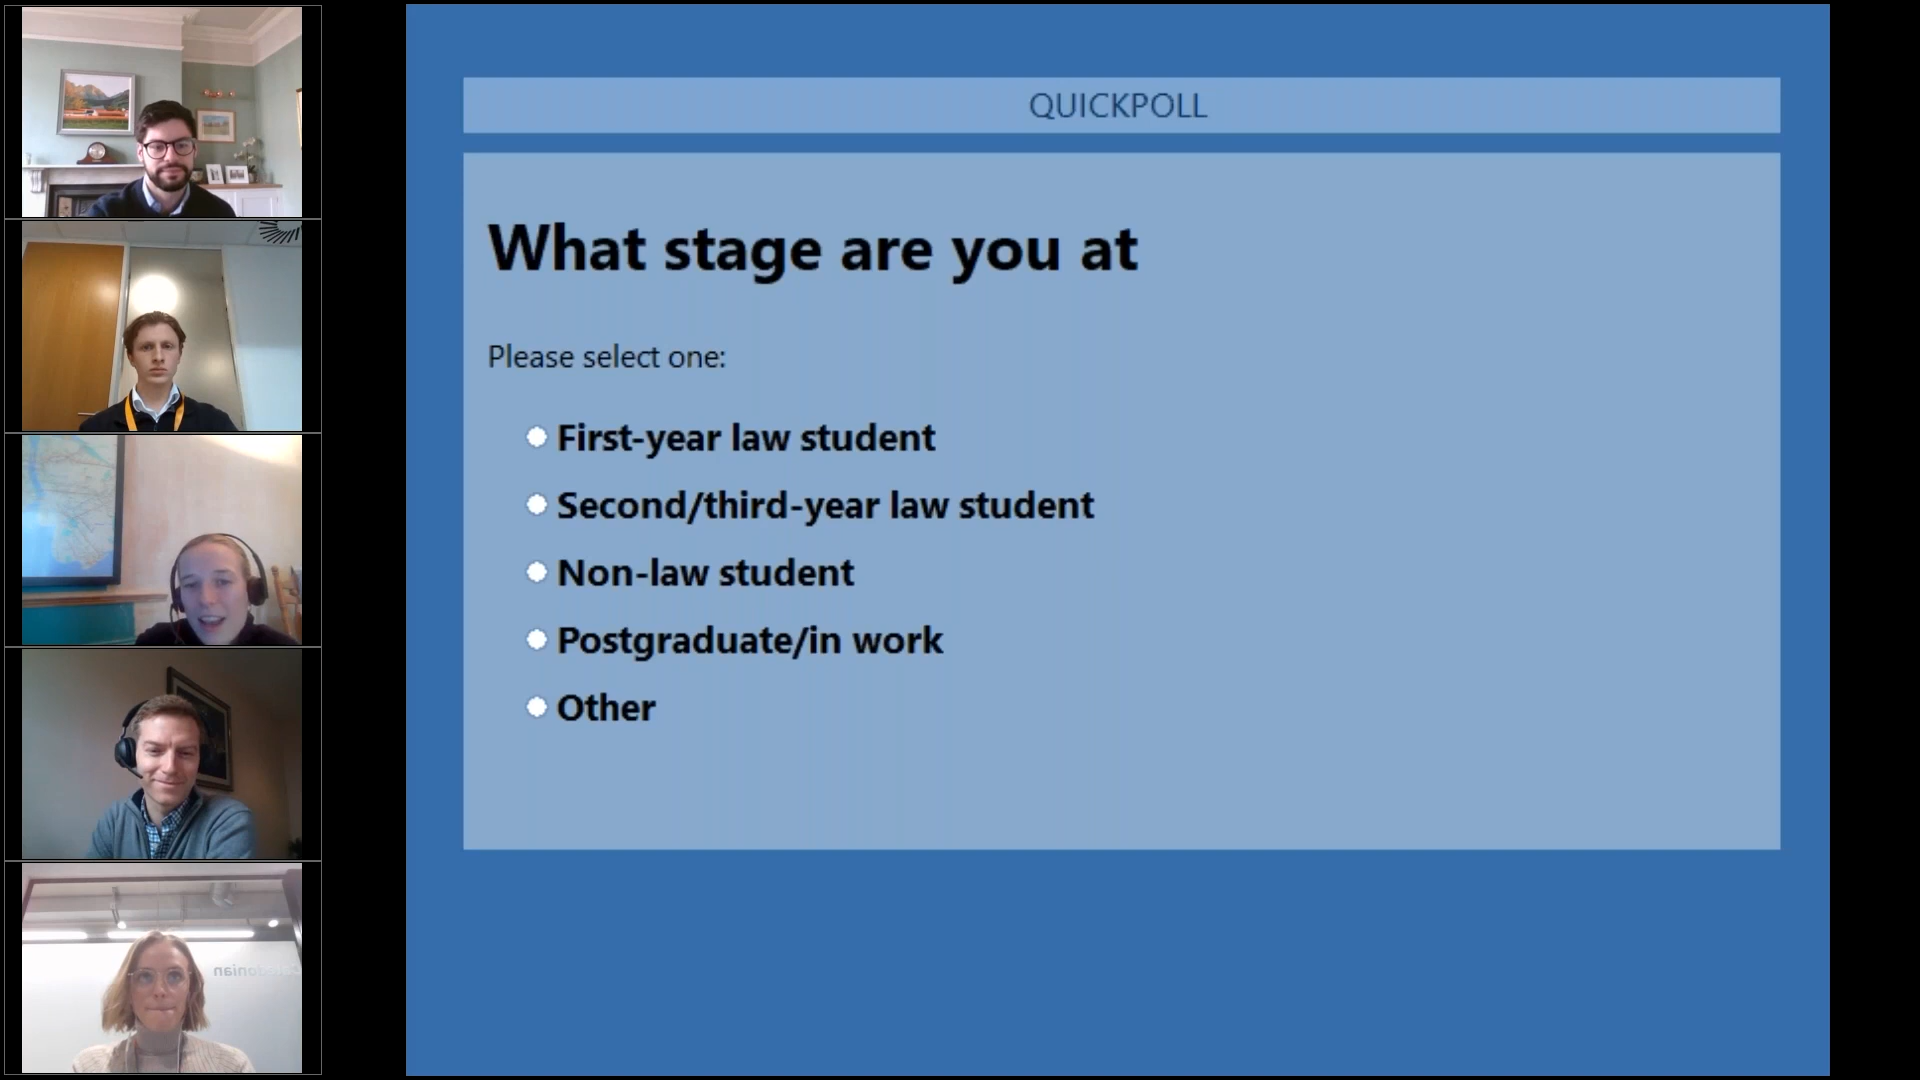 QUICKPOLL
What stage are you at
Please select one:
First-year law student
Second/third-year law student
Non-law student
Postgraduate/in work
Other
Caledonian